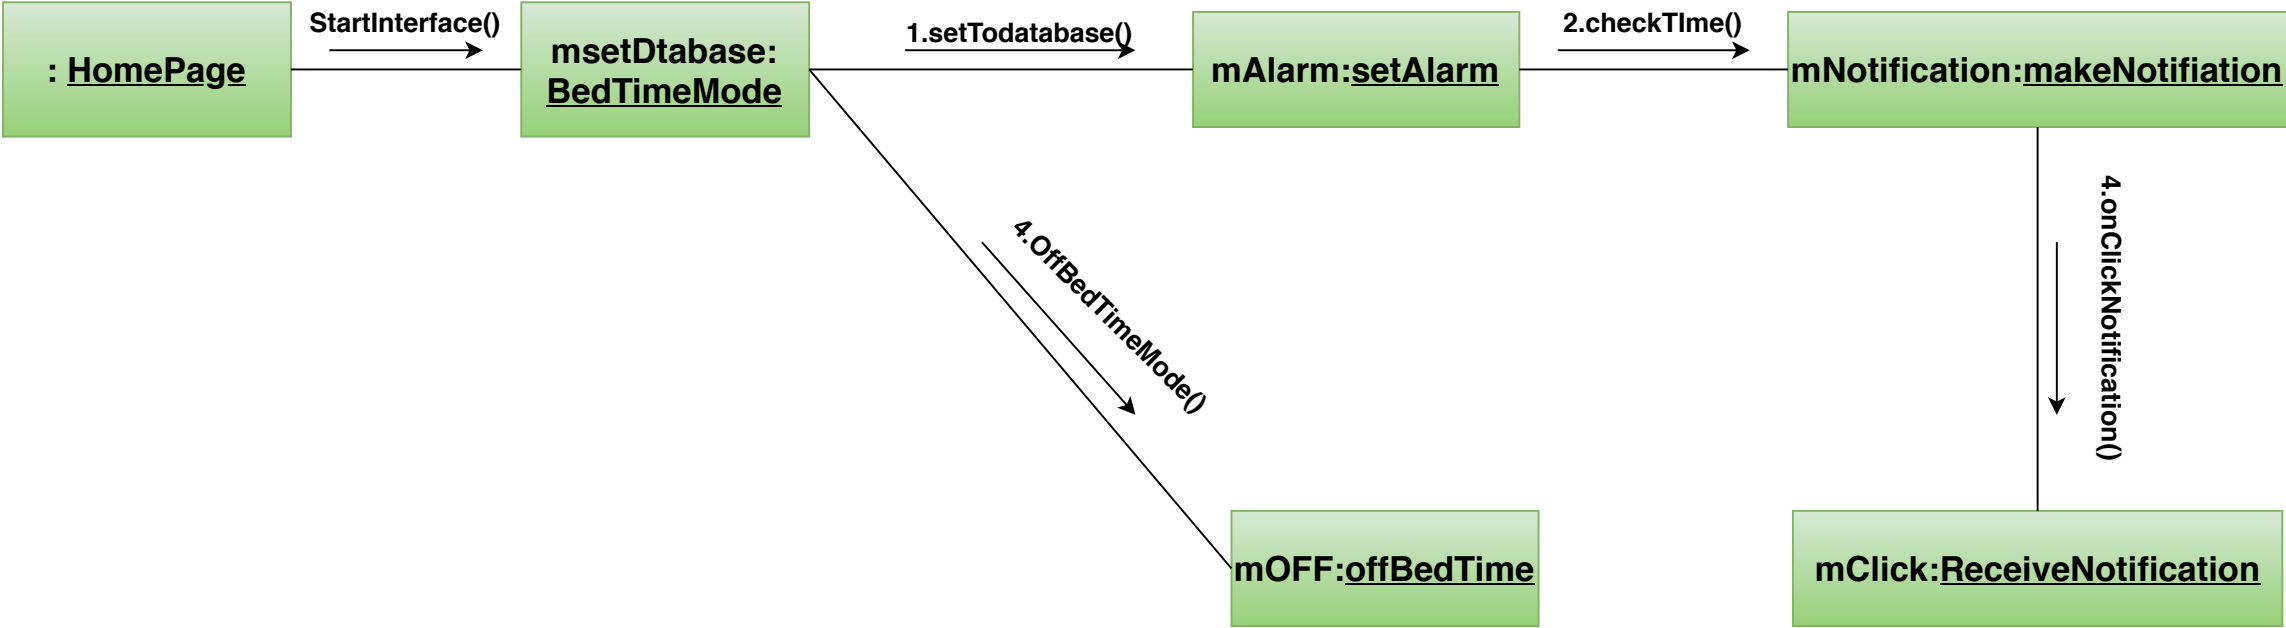 : HomePage
StartInterface()
msetDtabase:
BedTimeMode
1.setTodatabase()
mAlarm:setAlarm
2.checkTIme()
mNotification:makeNotifiation
4.OffBedTimeMode()
4.onClickNotification()
mOFF:offBedTime
mClick:ReceiveNotification